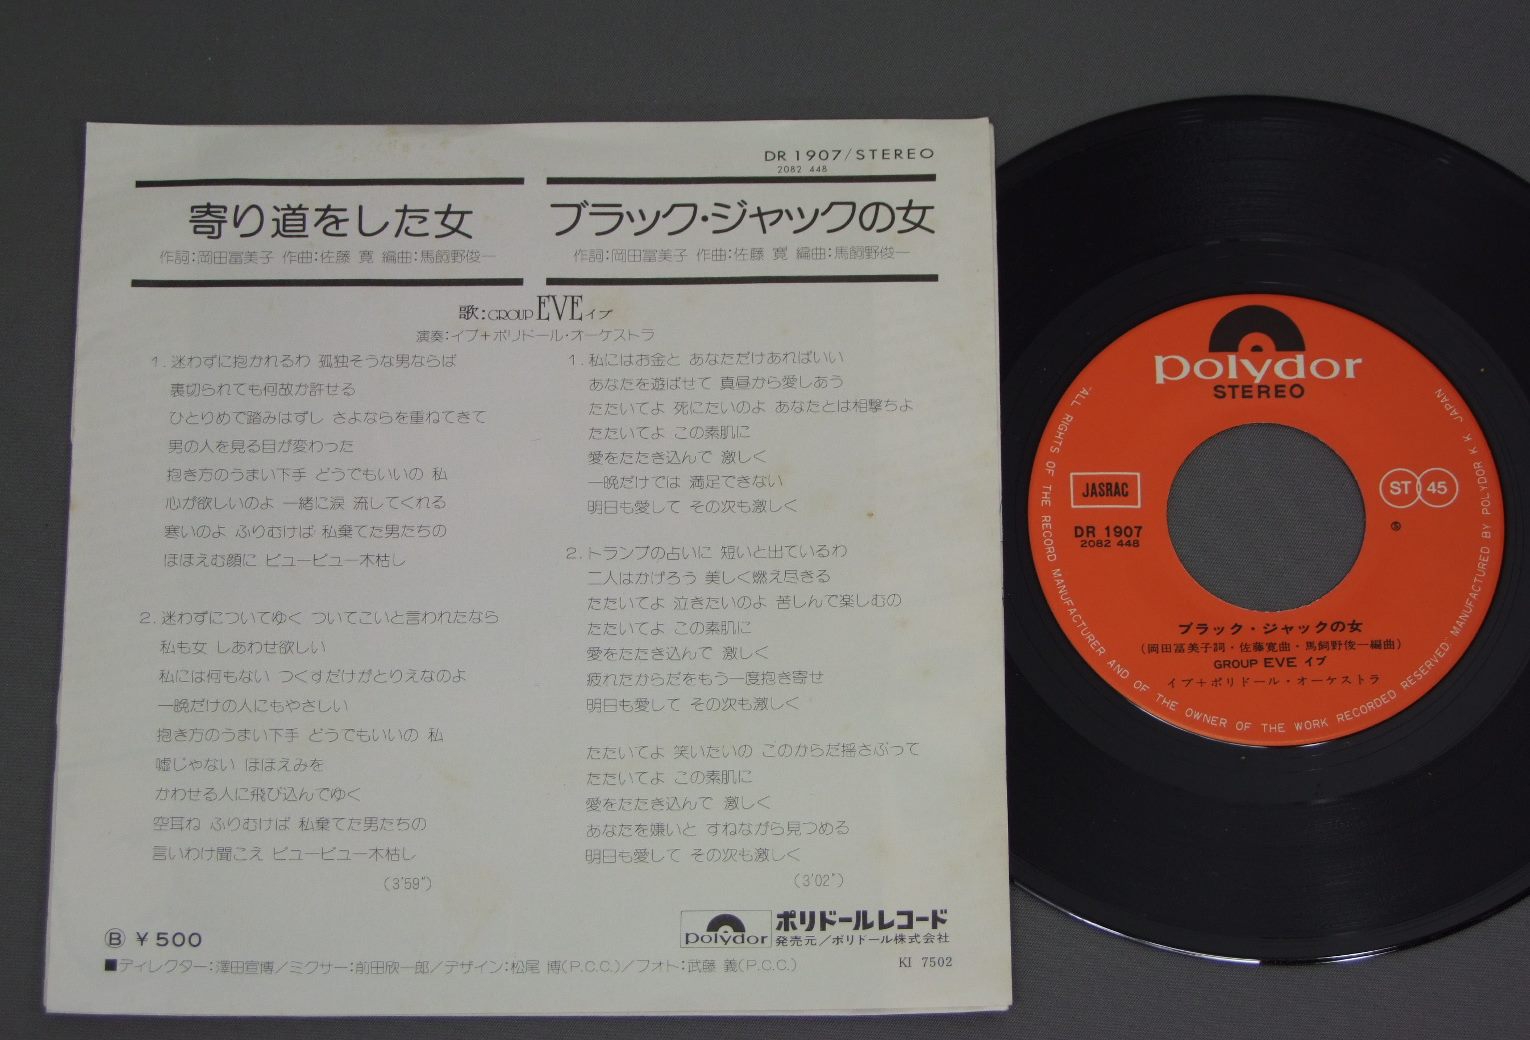 DR 1907/STEREO
2082 448
寄り道をした女
作詞:岡田冨美子 作曲:佐藤 寛 編曲:馬飼野俊一
ブラック・ジャックの女
作詞:岡田冨美子 作曲:佐藤 寛 編曲:馬飼野俊一
歌:GROUP EVE イブ
演奏:イブ+ポリドール・オーケストラ
1. 迷わずに抱かれるわ 孤独そうな男ならば
裏切られても何故か許せる
ひとりめで踏みはずし さよならを重ねてきて
男の人を見る目が変わった
抱き方のうまい下手 どうでもいいの 私
心が欲しいのよ 一緒に涙 流してくれる
寒いのよ ふりむけば 私棄てた男たちの
ほほえむ顔に ビュービュー木枯し
2. 迷わずについてゆく ついてこいと言われたなら
私も女 しあわせ欲しい
私には何もない つくすだけがとりえなのよ
一晩だけの人にもやさしい
抱き方のうまい下手 どうでもいいの 私
嘘じゃない ほほえみを
かわせる人に飛び込んでゆく
空耳ね ふりむけば 私棄てた男たちの
言いわけ聞こえ ビュービュー木枯し
(3'59")
1. 私にはお金と あなただけあればいい
あなたを遊ばせて 真昼から愛しあう
たたいてよ 死にたいのよ あなたとは相撃ちよ
たたいてよ この素肌に
愛をたたき込んで 激しく
一晩だけでは 満足できない
明日も愛して その次も激しく
2. トランプの占いに 短いと出ているわ
二人はかげろう 美しく燃え尽きる
たたいてよ 泣きたいのよ 苦しんで楽しむの
たたいてよ この素肌に
愛をたたき込んで 激しく
疲れたからだをもう一度抱き寄せ
明日も愛して その次も激しく
たたいてよ 笑いたいの このからだ揺さぶって
たたいてよ この素肌に
愛をたたき込んで 激しく
あなたを嫌いと すねながら見つめる
明日も愛して その次も激しく
(3'02")
Ⓑ ¥500
polydor
ポリドールレコード
発売元/ポリドール株式会社
■ディレクター:澤田宣博/ミクサー:前田欣一郎/デザイン:松尾 博(P.C.C.)/フォト:武藤 義(P.C.C.)
KI 7502
polydor
STEREO
JASRAC
DR 1907
2082 448
ST 45
Ⓢ
ブラック・ジャックの女
(岡田冨美子詞・佐藤寛曲・馬飼野俊一編曲)
GROUP EVE イブ
イブ+ポリドール・オーケストラ
"ALL RIGHTS OF THE RECORD MANUFACTURER AND OF THE OWNER OF THE WORK RECORDED RESERVED" MANUFACTURED BY POLYDOR K.K. JAPAN